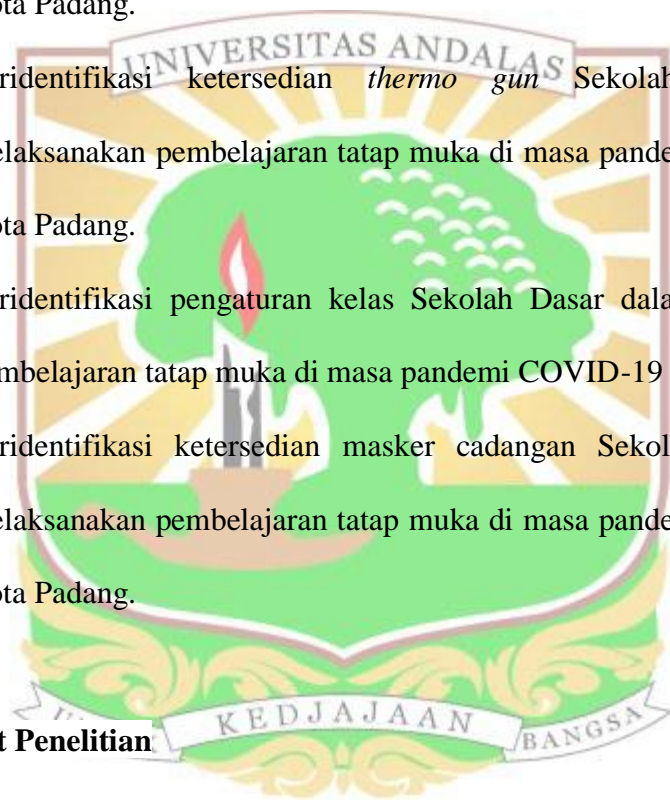 ota Padang.
UNIVERSITAS ANDALAS
ridentifikasi ketersedian thermo gun Sekolah
elaksanakan pembelajaran tatap muka di masa pande
ota Padang.
ridentifikasi pengaturan kelas Sekolah Dasar dala
mbelajaran tatap muka di masa pandemi COVID-19
ridentifikasi ketersedian masker cadangan Sekol
elaksanakan pembelajaran tatap muka di masa pande
ota Padang.
KEDJAJAAN BANGSA
t Penelitian